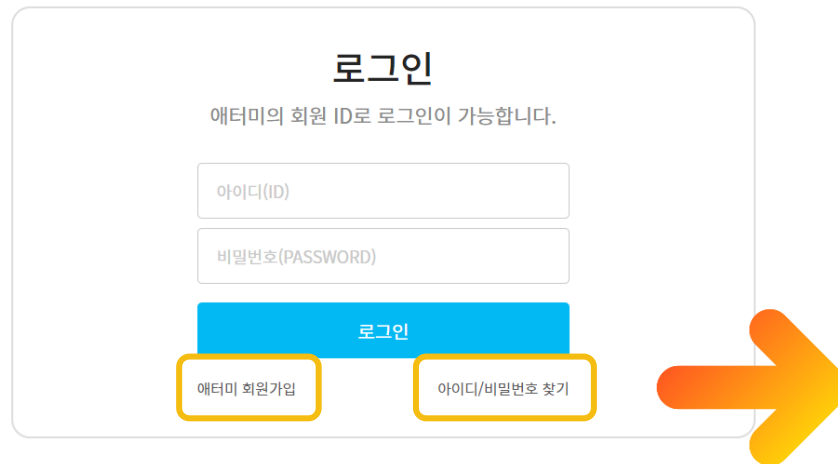 로그인
애터미의 회원 ID로 로그인이 가능합니다.
아이디(ID)
비밀번호(PASSWORD)
로그인
애터미 회원가입
아이디/비밀번호 찾기